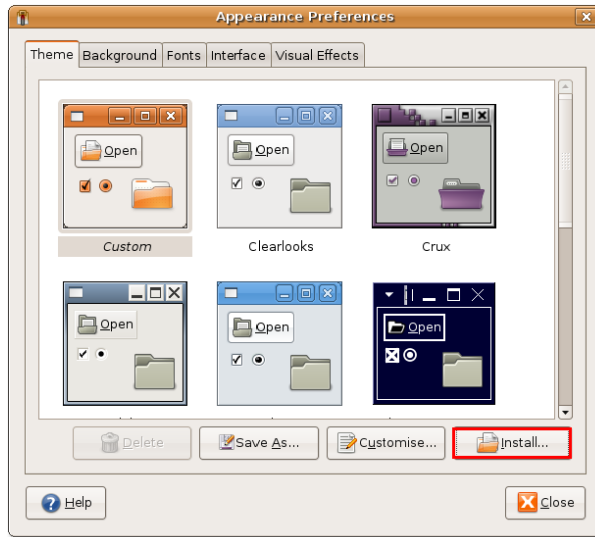 Appearance Preferences
Theme Background Fonts Interface Visual Effects
Open Open Open
Custom Clearlooks Crux
Open Open Open
Delete Save As... Customise... Install...
Help Close